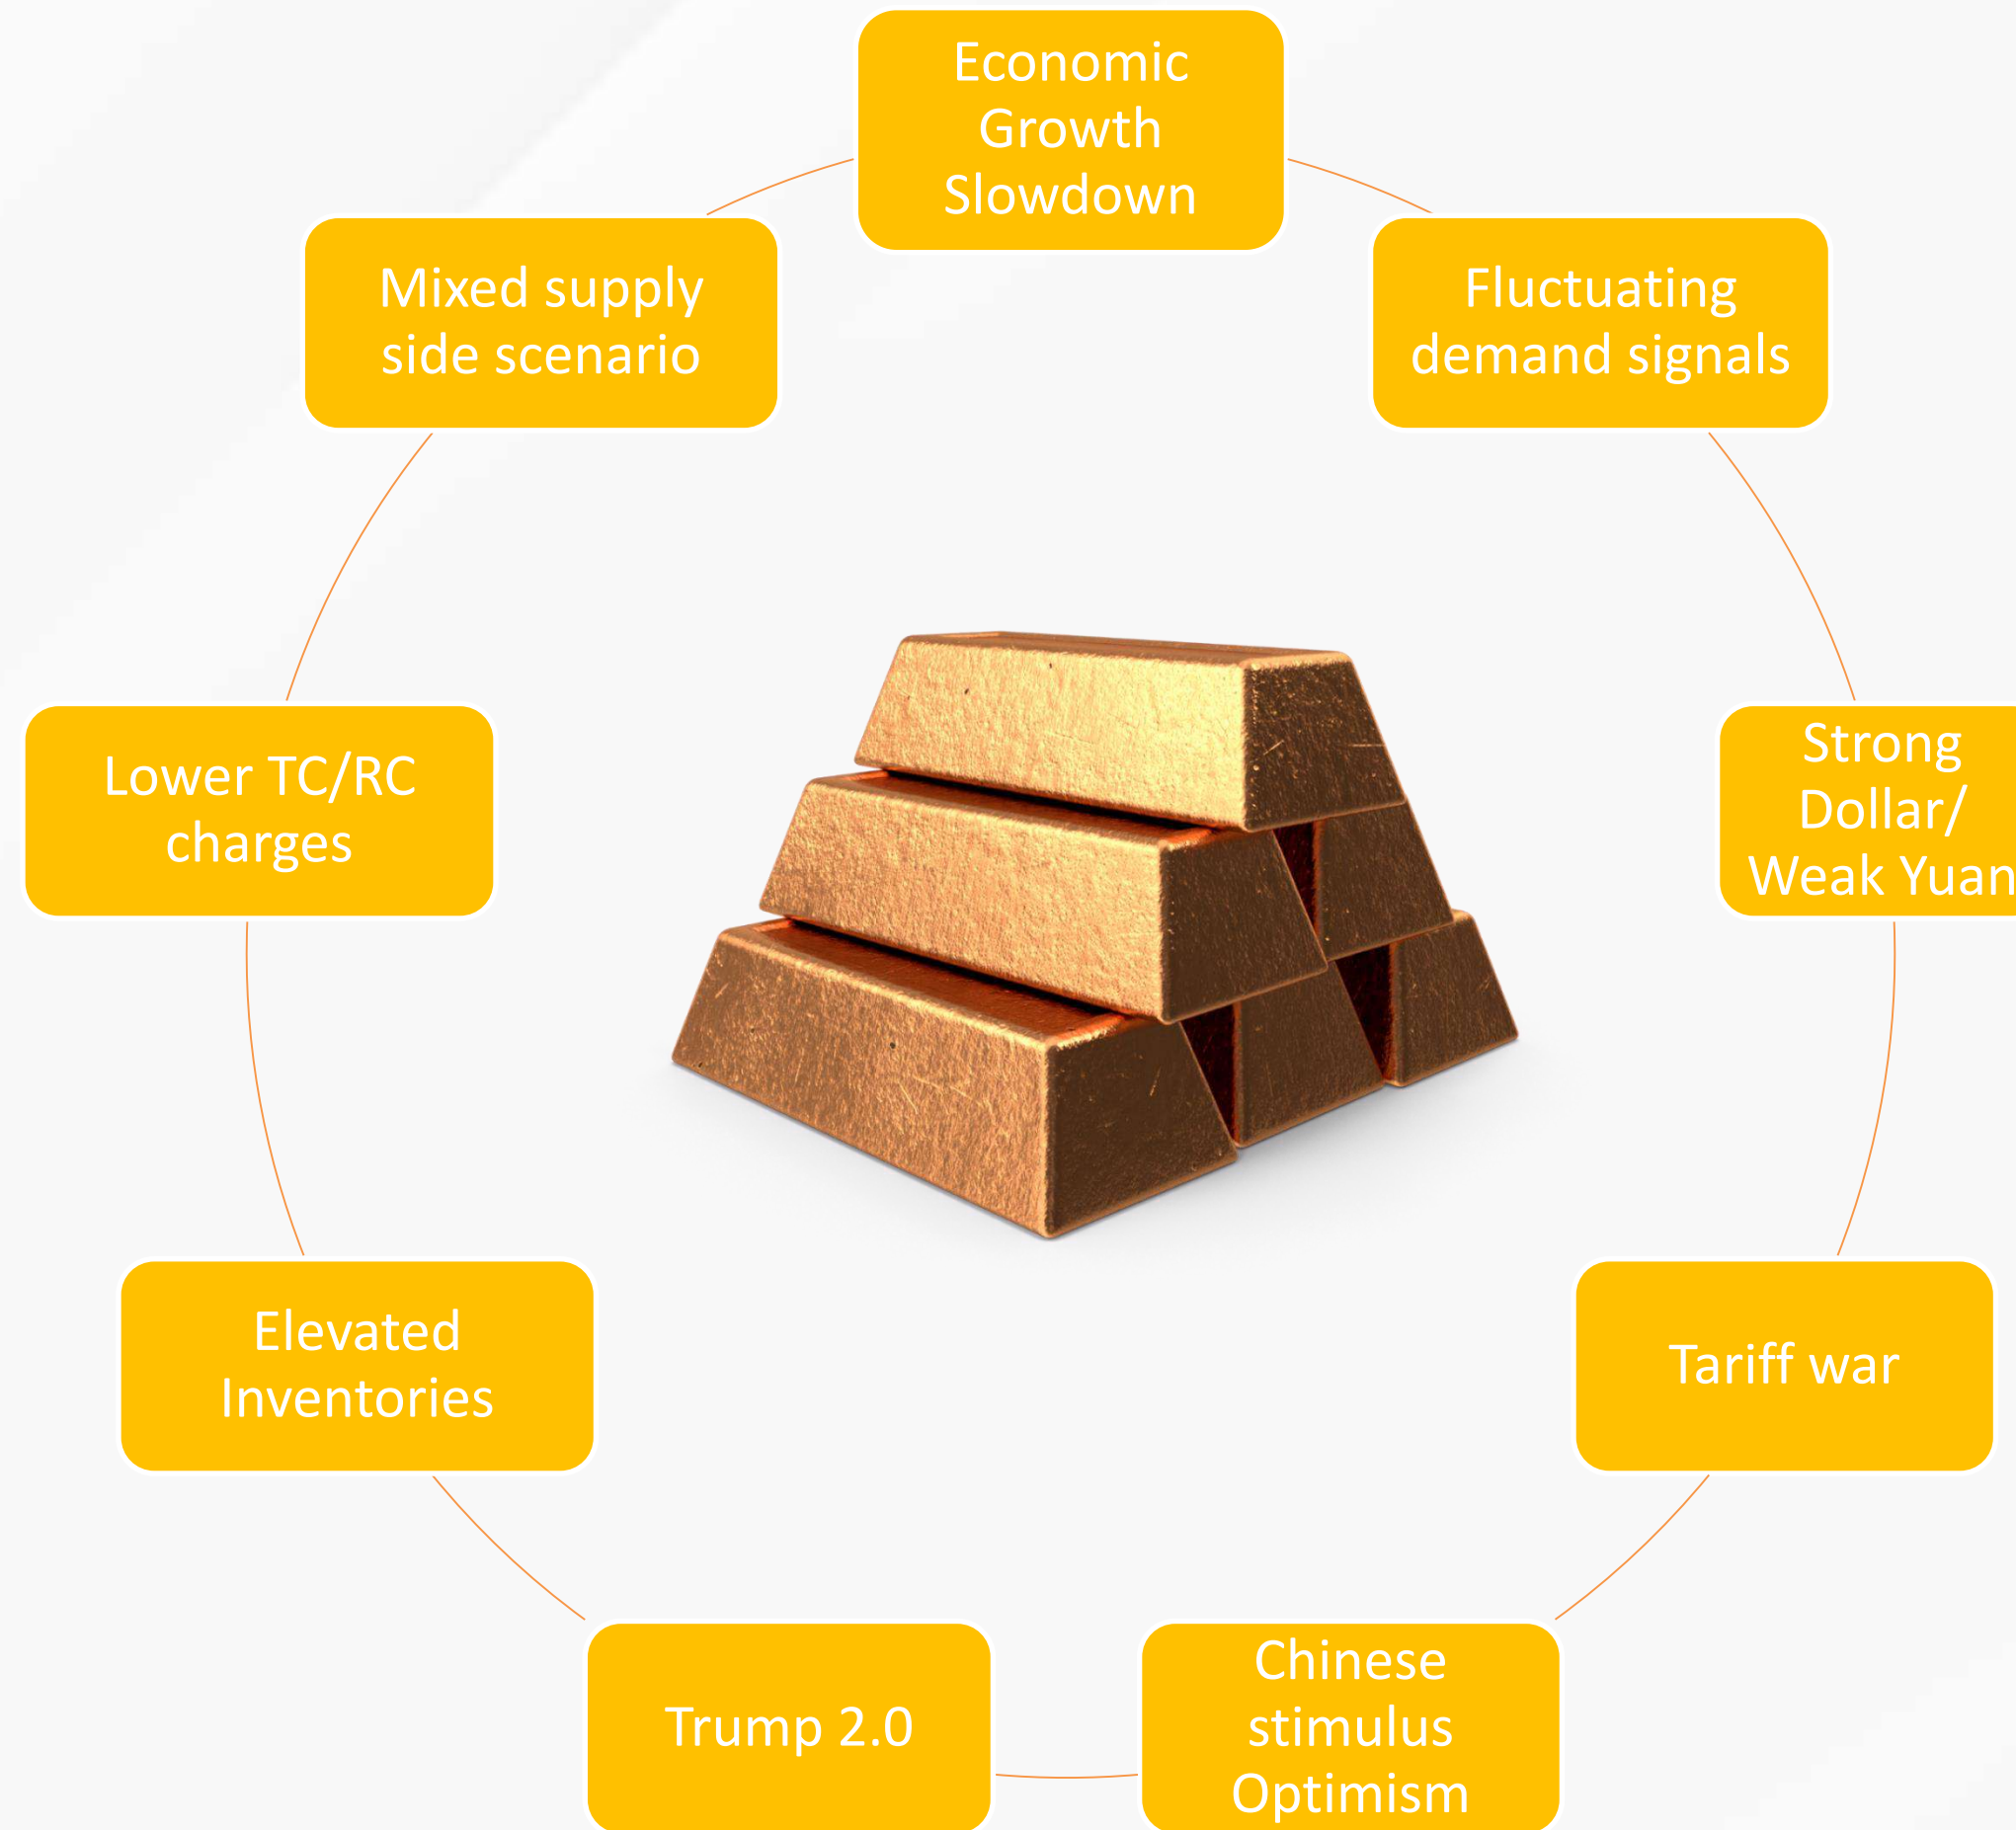 Economic
Growth
Slowdown
Fluctuating
demand signals
Strong
Dollar/
Weak Yuan
Tariff war
Chinese
stimulus
Optimism
Trump 2.0
Elevated
Inventories
Lower TC/RC
charges
Mixed supply
side scenario